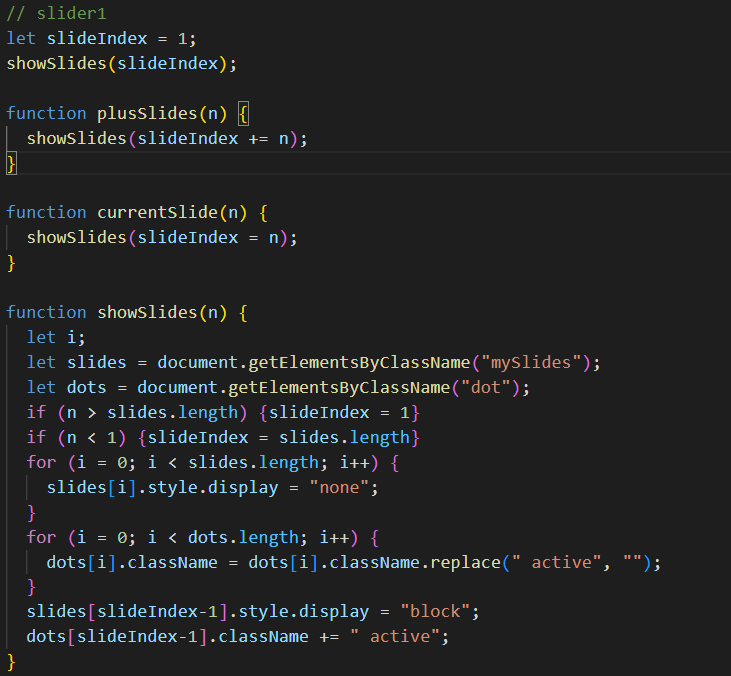 // slider1
let slideIndex = 1;
showSlides(slideIndex);

function plusSlides(n) {
  showSlides(slideIndex += n);
}

function currentSlide(n) {
  showSlides(slideIndex = n);
}

function showSlides(n) {
  let i;
  let slides = document.getElementsByClassName("mySlides");
  let dots = document.getElementsByClassName("dot");
  if (n > slides.length) {slideIndex = 1}
  if (n < 1) {slideIndex = slides.length}
  for (i = 0; i < slides.length; i++) {
    slides[i].style.display = "none";
  }
  for (i = 0; i < dots.length; i++) {
    dots[i].className = dots[i].className.replace(" active", "");
  }
  slides[slideIndex-1].style.display = "block";
  dots[slideIndex-1].className += " active";
}